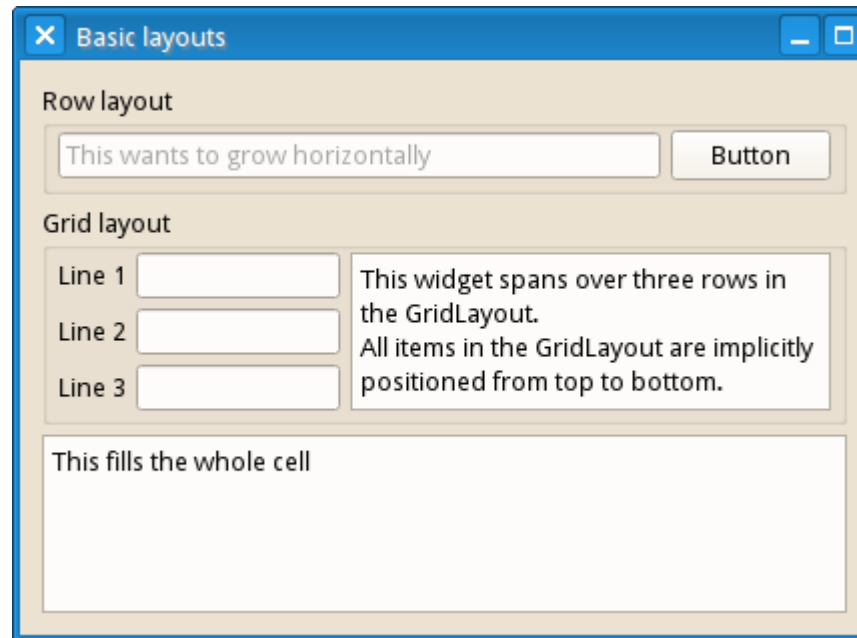 Basic layouts
Row layout
This wants to grow horizontally
Button
Grid layout
Line 1
Line 2
Line 3
This widget spans over three rows in
the GridLayout.
All items in the GridLayout are implicitly
positioned from top to bottom.
This fills the whole cell